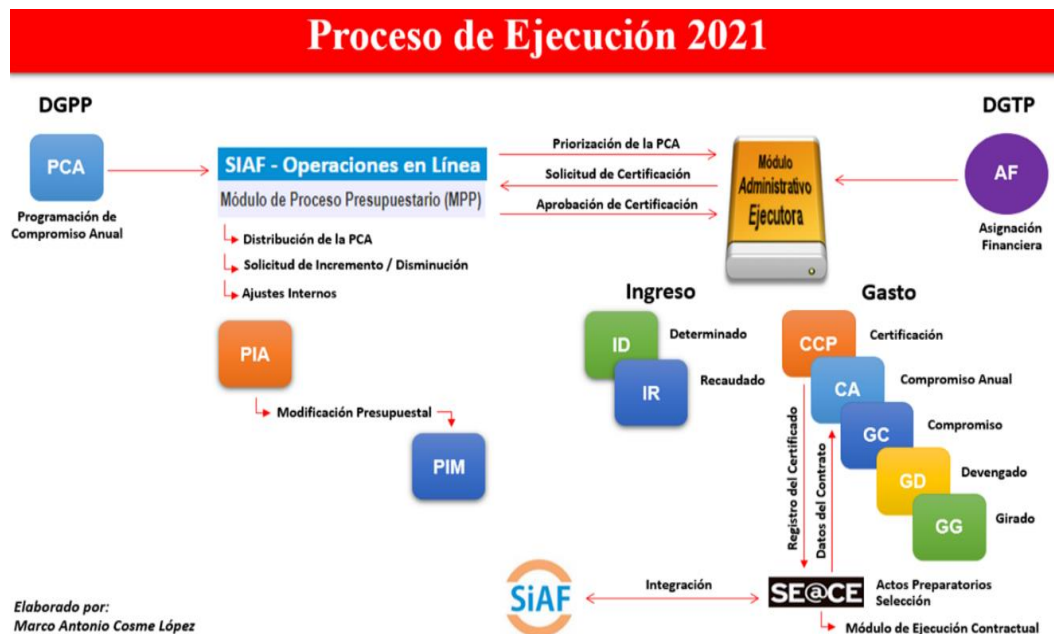 Proceso de Ejecución 2021
DGPP
DGTP
PCA
Programación de
Compromiso Anual
SIAF - Operaciones en Línea
Módulo de Proceso Presupuestario (MPP)
Priorización de la PCA
Solicitud de Certificación
Aprobación de Certificación
Módulo
Administrativo
Ejecutora
AF
Asignación
Financiera
Distribución de la PCA
Solicitud de Incremento / Disminución
Ajustes Internos
PIA
Modificación Presupuestal
PIM
Ingreso
ID
Determinado
IR
Recaudado
Gasto
CCP
Certificación
CA
Compromiso Anual
GC
Compromiso
GD
Devengado
GG
Girado
Registro del Certificado
Datos del Contrato
SiAF
Integración
SE@CE
Actos Preparatorios
Selección
Módulo de Ejecución Contractual
Elaborado por:
Marco Antonio Cosme López